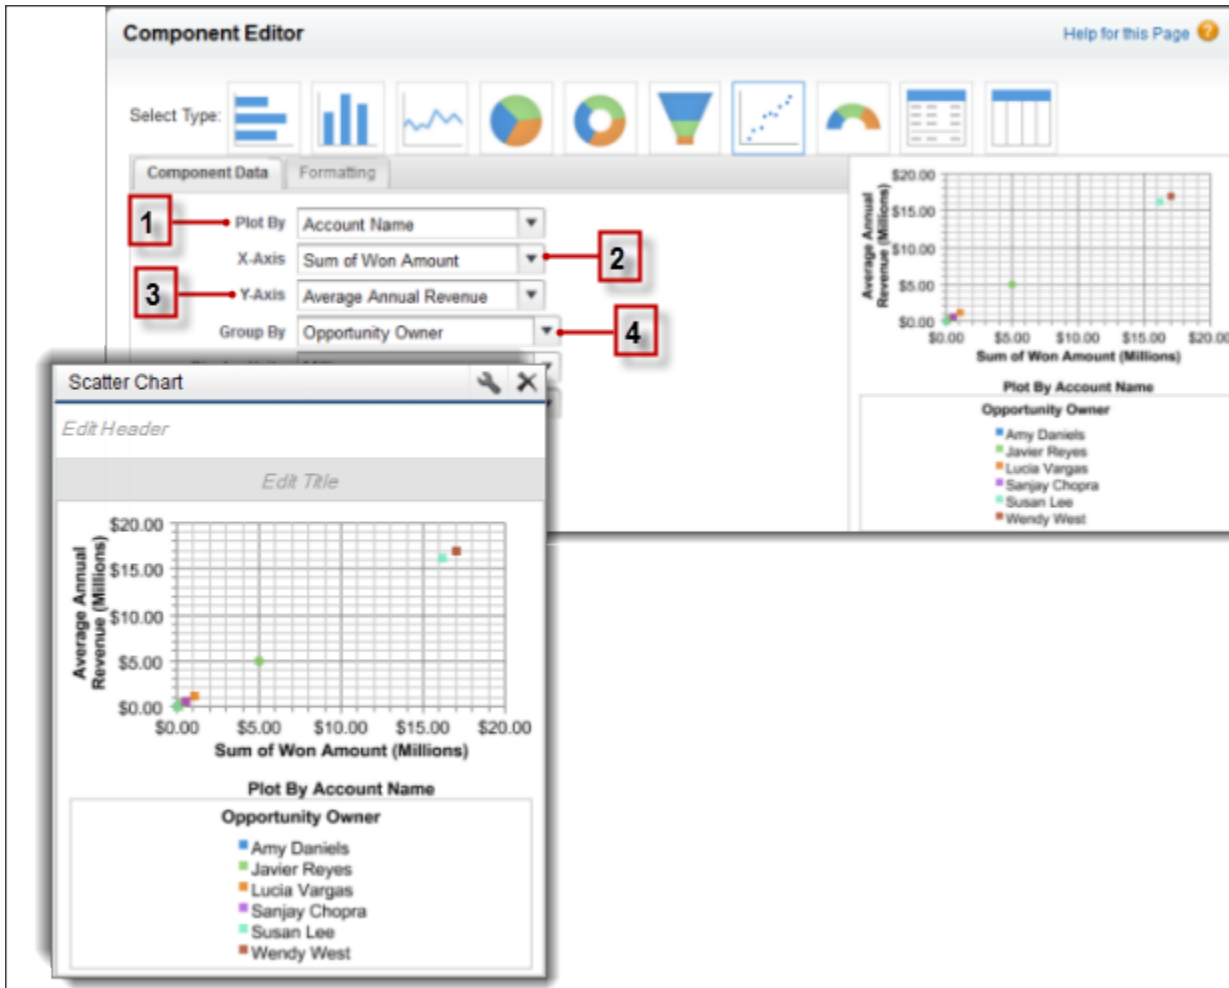 Component Editor
Help for this Page ?
Select Type:
Component Data Formatting
1 Plot By Account Name
X-Axis Sum of Won Amount 2
3 Y-Axis Average Annual Revenue
Group By Opportunity Owner 4
$20.00
$15.00
$10.00
$5.00
$0.00
Average Annual
Revenue (Millions)
$0.00 $5.00 $10.00 $15.00 $20.00
Sum of Won Amount (Millions)
Plot By Account Name
Opportunity Owner
Amy Daniels
Javier Reyes
Lucia Vargas
Sanjay Chopra
Susan Lee
Wendy West
Scatter Chart
Edit Header
Edit Title
$20.00
$15.00
$10.00
$5.00
$0.00
Average Annual
Revenue (Millions)
$0.00 $5.00 $10.00 $15.00 $20.00
Sum of Won Amount (Millions)
Plot By Account Name
Opportunity Owner
Amy Daniels
Javier Reyes
Lucia Vargas
Sanjay Chopra
Susan Lee
Wendy West